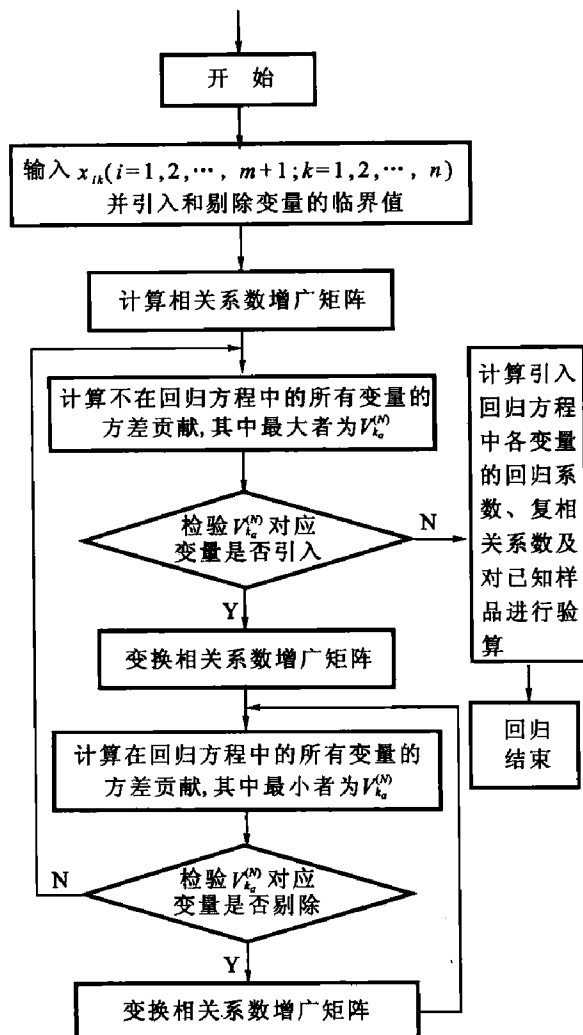 开 始
输入 x_{ik}(i=1,2,…, m+1;k=1,2,…, n)
并引入和剔除变量的临界值
计算相关系数增广矩阵
计算不在回归方程中的所有变量的
方差贡献,其中最大者为V_{k_a}^{(N)}
检验V_{k_a}^{(N)}对应
变量是否引入
N
Y
计算引入
回归方程
中各变量
的回归系
数、复相
关系数及
对已知样
品进行验
算
回归
结束
变换相关系数增广矩阵
计算在回归方程中的所有变量的
方差贡献,其中最小者为V_{k_a}^{(N)}
检验V_{k_a}^{(N)}对应
变量是否剔除
N
Y
变换相关系数增广矩阵